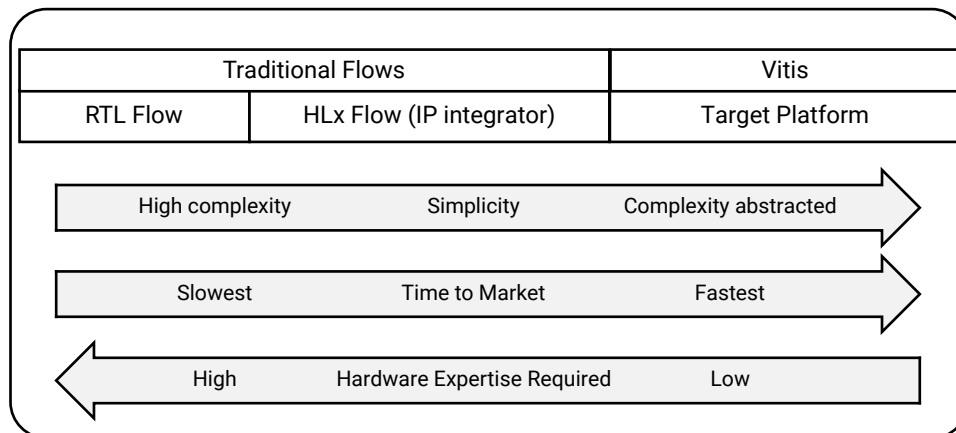 Traditional Flows Vitis
RTL Flow HLx Flow (IP integrator) Target Platform
High complexity Simplicity Complexity abstracted
Slowest Time to Market Fastest
High Hardware Expertise Required Low